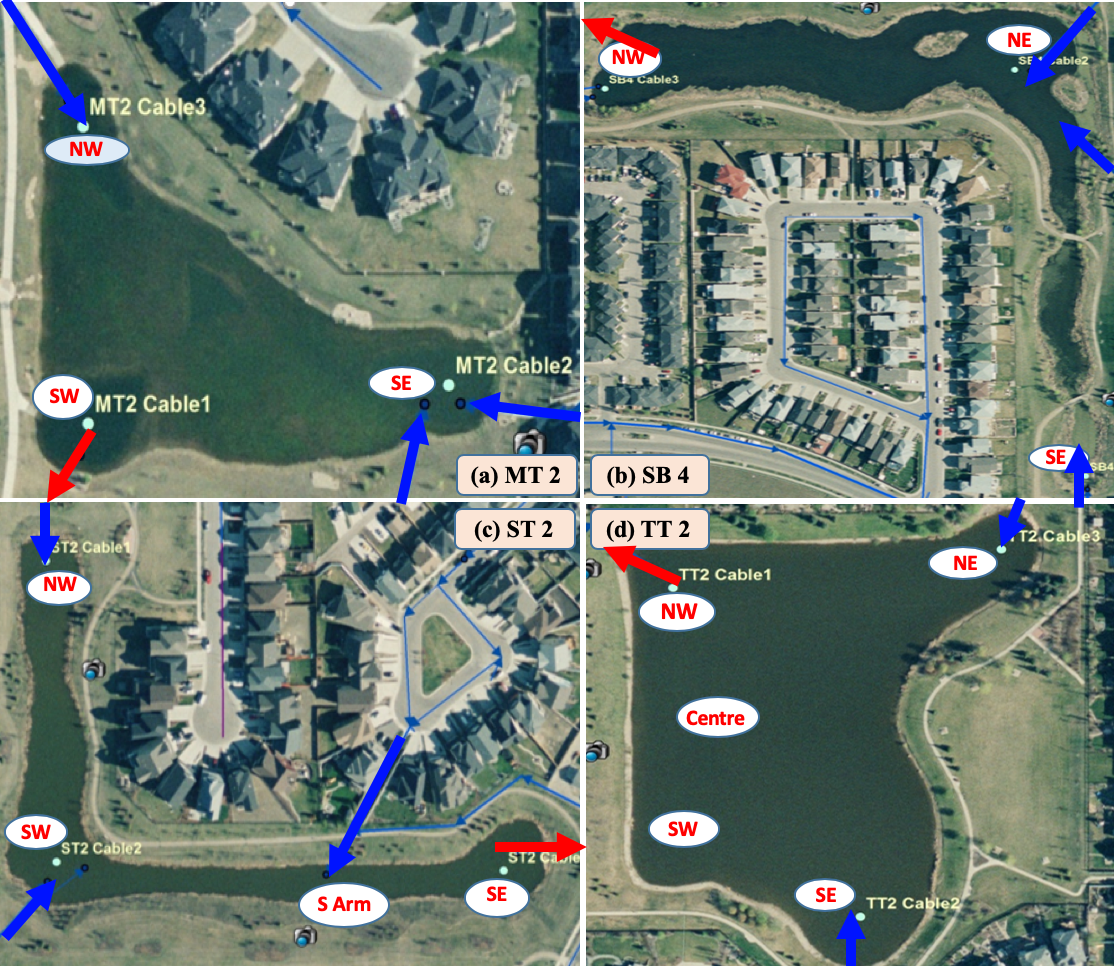 MT2 Cable3
NW
SW
MT2 Cable1
SE
MT2 Cable2
(a) MT 2
NW
SB4 Cable3
NE
Cable2
SE
SB4
(b) SB 4
ST2 Cable1
NW
(c) ST 2
SW
ST2 Cable2
S Arm
ST2 Cable
SE
(d) TT 2
TT2 Cable1
NW
TT2 Cable3
NE
Centre
SW
SE
TT2 Cable2